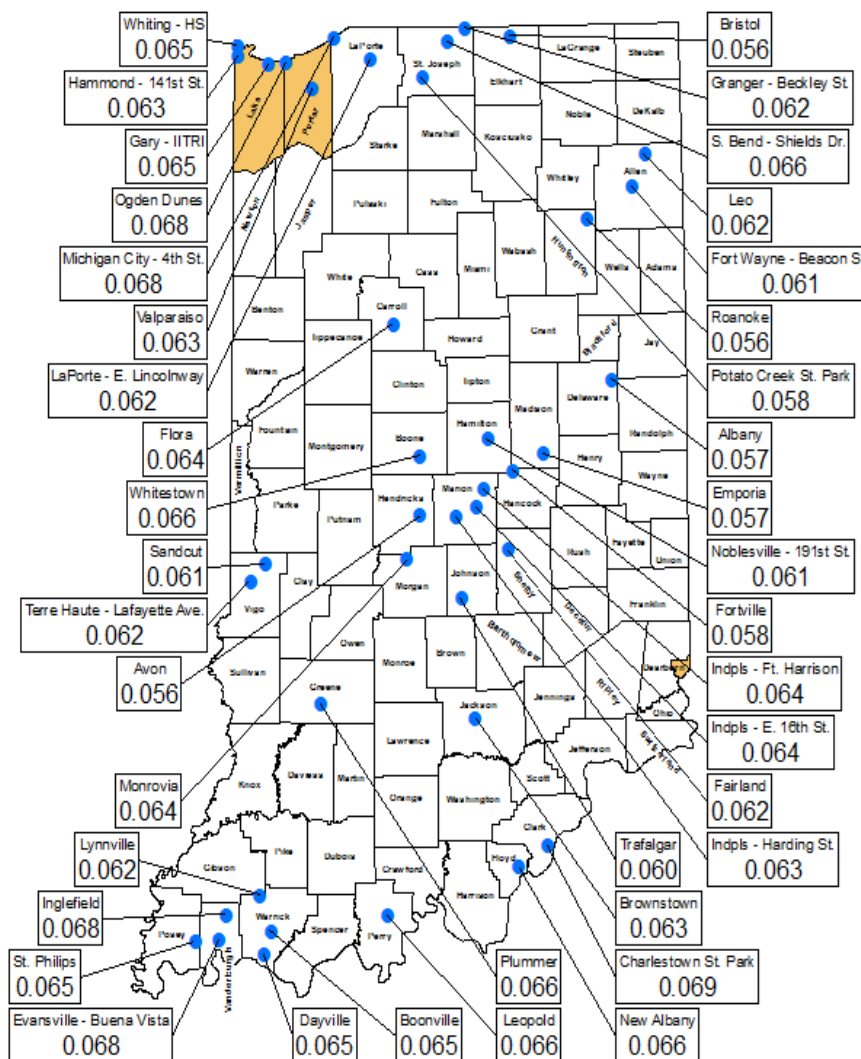 Whiting - HS
0.065
Hammond - 141st St.
0.063
Gary - IITRI
0.065
Ogden Dunes
0.068
Michigan City - 4th St.
0.068
Valparaiso
0.063
LaPorte - E. Lincolnway
0.062
Flora
0.064
Whitestown
0.066
Sandcut
0.061
Terre Haute - Lafayette Ave.
0.062
Avon
0.056
Monrovia
0.064
Lynnville
0.062
Inglefield
0.068
St. Philips
0.065
Evansville - Buena Vista
0.068
Dayville
0.065
Boonville
0.065
Leopold
0.066
Plummer
0.066
New Albany
0.066
Charlestown St. Park
0.069
Brownstown
0.063
Trafalgar
0.060
Indpls - Harding St.
0.063
Fairland
0.062
Indpls - E. 16th St.
0.064
Indpls - Ft. Harrison
0.064
Fortville
0.058
Noblesville - 191st St.
0.061
Emporia
0.057
Albany
0.057
Potato Creek St. Park
0.058
Roanoke
0.056
Fort Wayne - Beacon St
0.061
Leo
0.062
S. Bend - Shields Dr.
0.066
Granger - Beckley St.
0.062
Bristol
0.056
Lake
Porter
LaPorte
St. Joseph
Elkhart
LaGrange
Steuben
Noble
DeKalb
Starke
Marshall
Kosciusko
Whitley
Allen
Newton
Jasper
Pulaski
Fulton
Wabash
Huntington
Wells
Adams
White
Cass
Miami
Benton
Carroll
Tippecanoe
Howard
Grant
Blackford
Jay
Warren
Clinton
Tipton
Madison
Delaware
Randolph
Fountain
Montgomery
Boone
Hamilton
Henry
Wayne
Vermillion
Parke
Putnam
Hendricks
Marion
Hancock
Rush
Fayette
Union
Vigo
Clay
Morgan
Johnson
Shelby
Decatur
Franklin
Owen
Monroe
Brown
Bartholomew
Dearborn
Sullivan
Greene
Jackson
Jennings
Ripley
Ohio
Switzerland
Lawrence
Jefferson
Knox
Daviess
Martin
Orange
Washington
Scott
Clark
Gibson
Pike
Dubois
Crawford
Floyd
Harrison
Posey
Vanderburgh
Warrick
Spencer
Perry